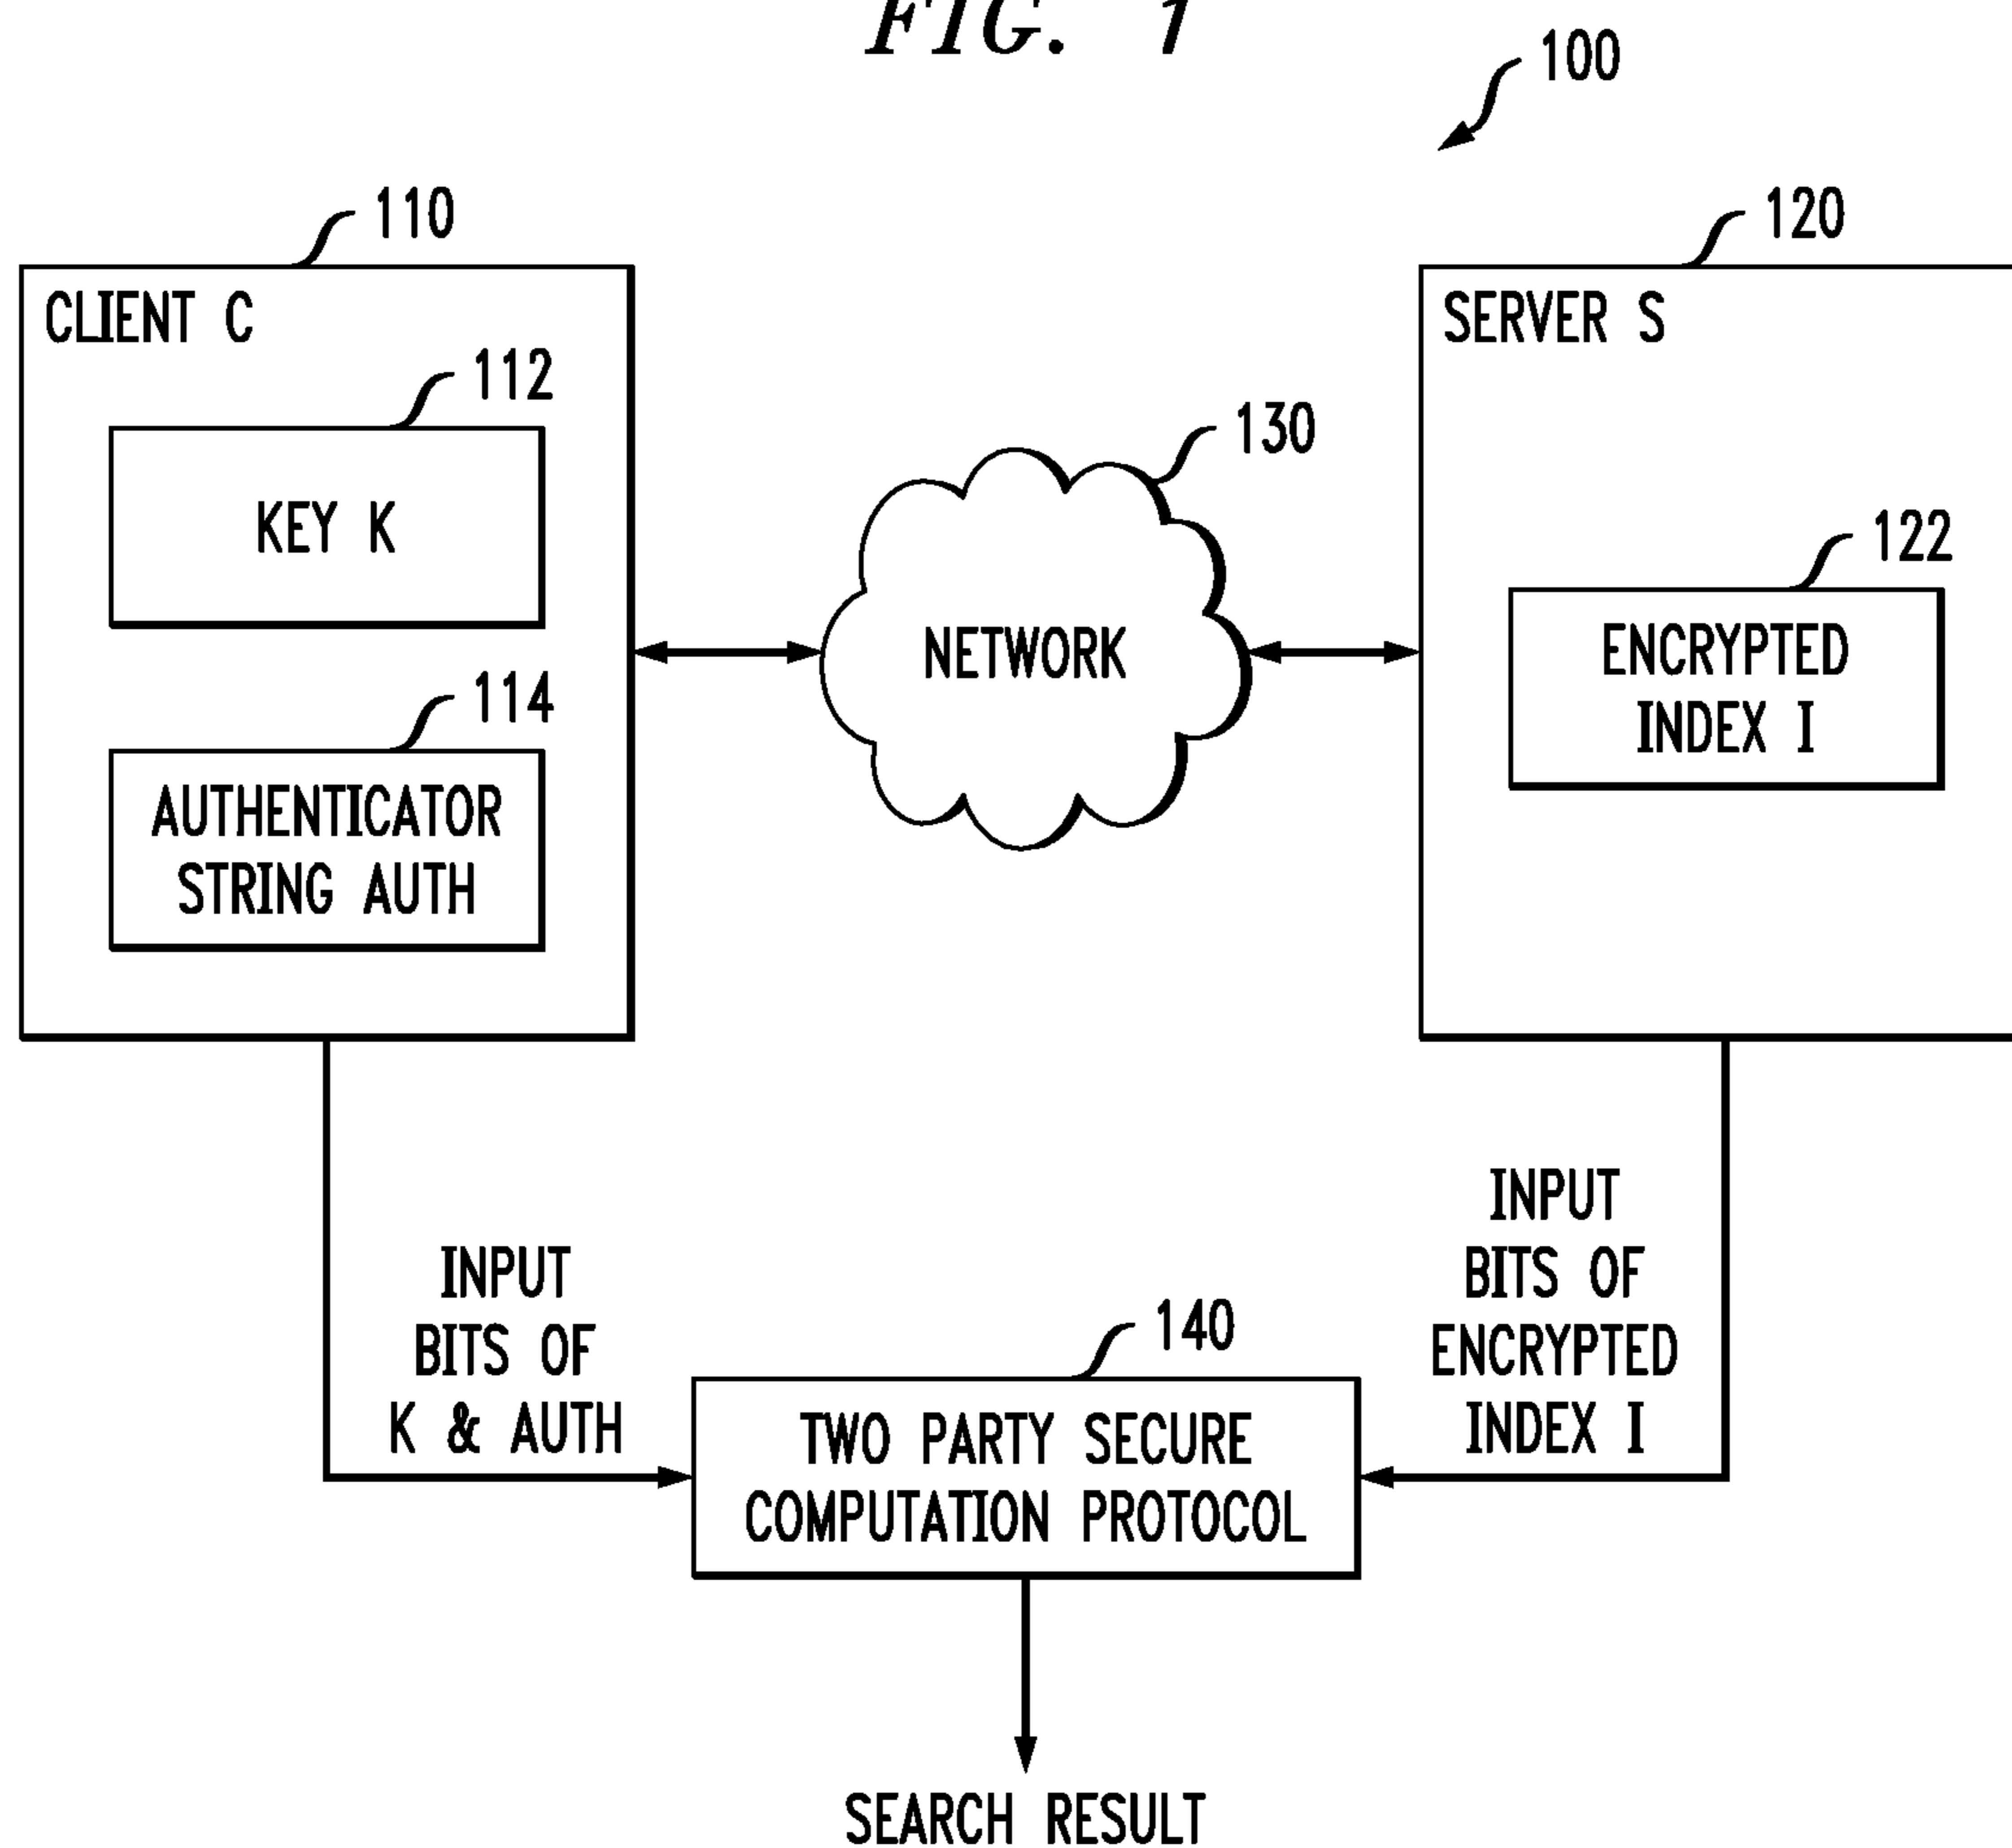 FIG. 1
100
110
120
CLIENT C
SERVER S
112
KEY K
130
122
NETWORK
ENCRYPTED
INDEX I
114
AUTHENTICATOR
STRING AUTH
INPUT
BITS OF
K & AUTH
INPUT
BITS OF
ENCRYPTED
INDEX I
140
TWO PARTY SECURE
COMPUTATION PROTOCOL
SEARCH RESULT